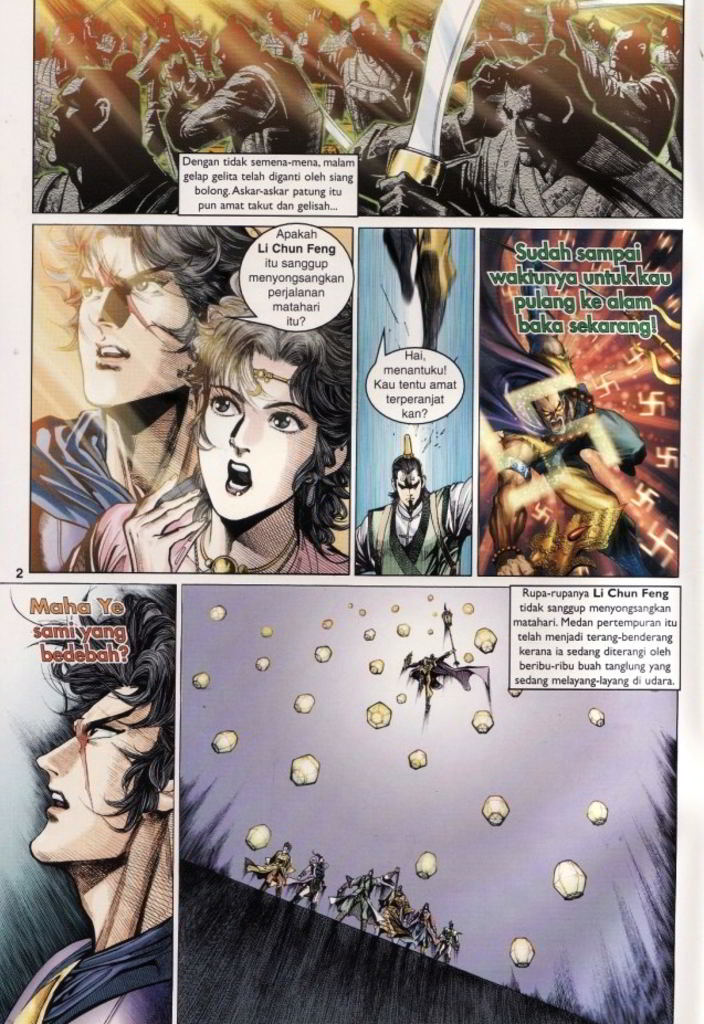 Dengan tidak semena-mena, malam
gelap gelita telah diganti oleh siang
bolong. Askar-askar patung itu
pun amat takut dan gelisah...
Apakah
Li Chun Feng
itu sanggup
menyongsangkan
perjalanan
matahari
itu?
Hai,
menantuku!
Kau tentu amat
terperanjat
kan?
Sudah sampai
waktunya untuk kau
pulang ke alam
baka sekarang!
2
Maha Ye
sami yang
bedebah?
Rupa-rupanya Li Chun Feng
tidak sanggup menyongsangkan
matahari. Medan pertempuran itu
telah menjadi terang-benderang
kerana ia sedang diterangi oleh
beribu-ribu buah tanglung yang
sedang melayang-layang di udara.